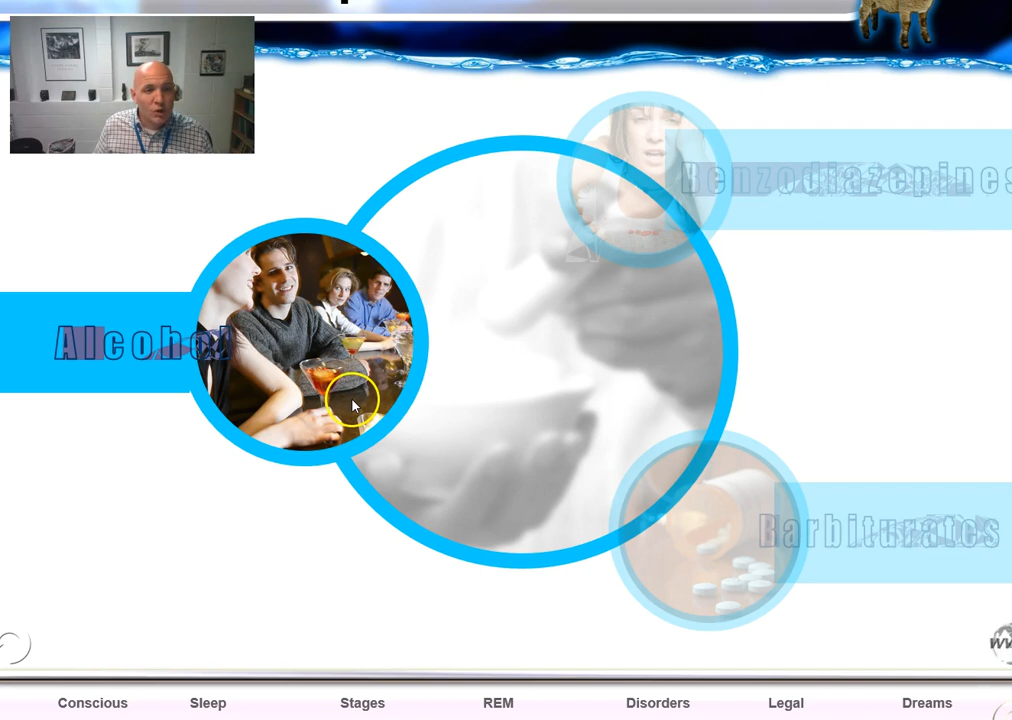 Benzodiazepines
Alcohol
Barbiturates
Conscious Sleep Stages REM Disorders Legal Dreams